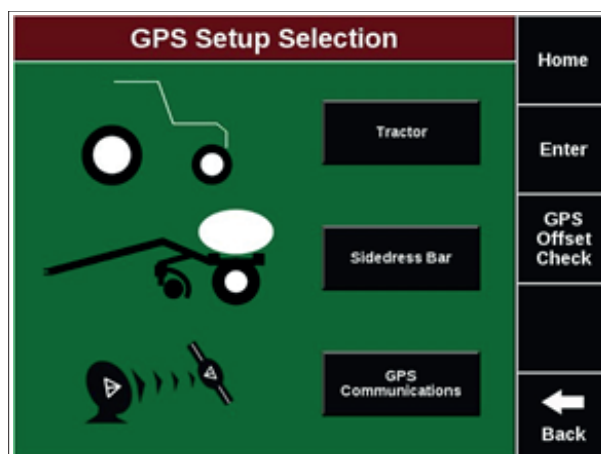 GPS Setup Selection
Home
Tractor
Enter
GPS
Offset
Check
Sidedress Bar
GPS
Communications
Back